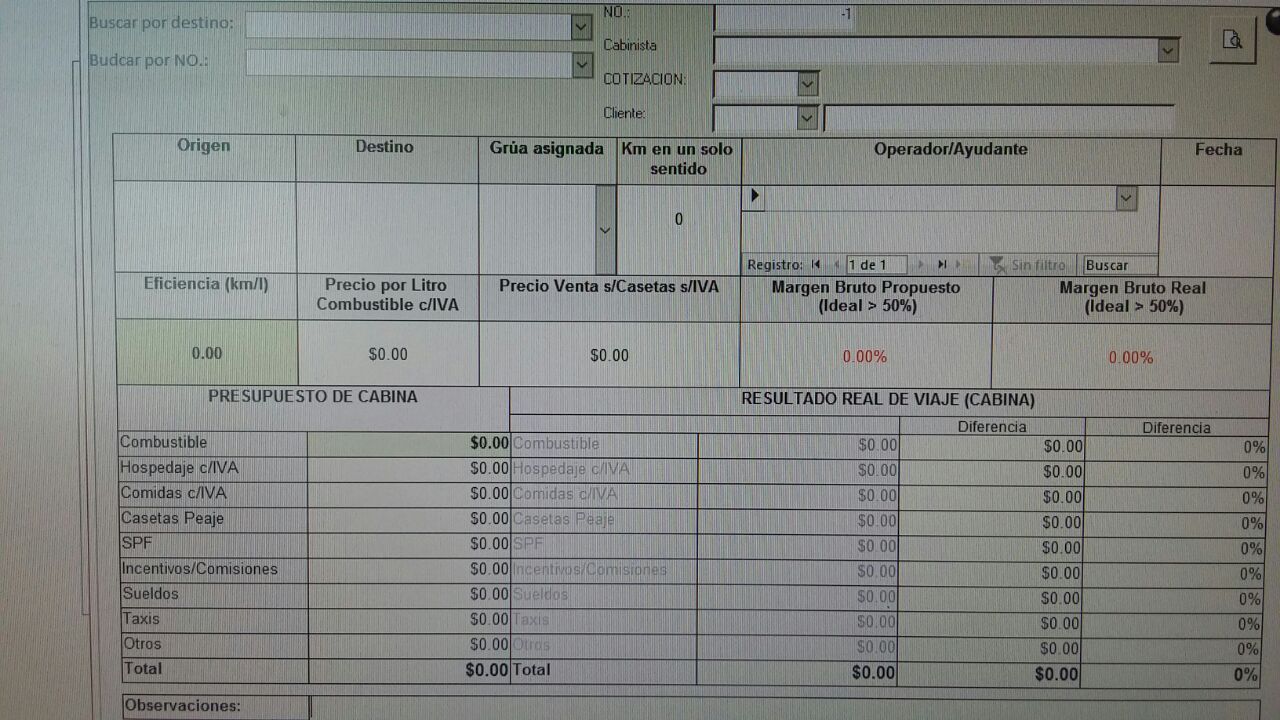 Buscar por destino:
NO.: -1
Cabinista
Budcar por NO.:
COTIZACION:
Cliente:
Origen Destino Grúa asignada Km en un solo sentido Operador/Ayudante Fecha
0
Registro: 1 de 1 Sin filtro Buscar
Eficiencia (km/l) Precio por Litro Combustible c/IVA Precio Venta s/Casetas s/IVA Margen Bruto Propuesto (Ideal > 50%) Margen Bruto Real (Ideal > 50%)
0.00 $0.00 $0.00 0.00% 0.00%
PRESUPUESTO DE CABINA RESULTADO REAL DE VIAJE (CABINA)
Diferencia Diferencia
Combustible $0.00 Combustible $0.00 $0.00 0%
Hospedaje c/IVA $0.00 Hospedaje c/IVA $0.00 $0.00 0%
Comidas c/IVA $0.00 Comidas c/IVA $0.00 $0.00 0%
Casetas Peaje $0.00 Casetas Peaje $0.00 $0.00 0%
SPF $0.00 SPF $0.00 $0.00 0%
Incentivos/Comisiones $0.00 Incentivos/Comisiones $0.00 $0.00 0%
Sueldos $0.00 Sueldos $0.00 $0.00 0%
Taxis $0.00 Taxis $0.00 $0.00 0%
Otros $0.00 Otros $0.00 $0.00 0%
Total $0.00 Total $0.00 $0.00 0%
Observaciones: